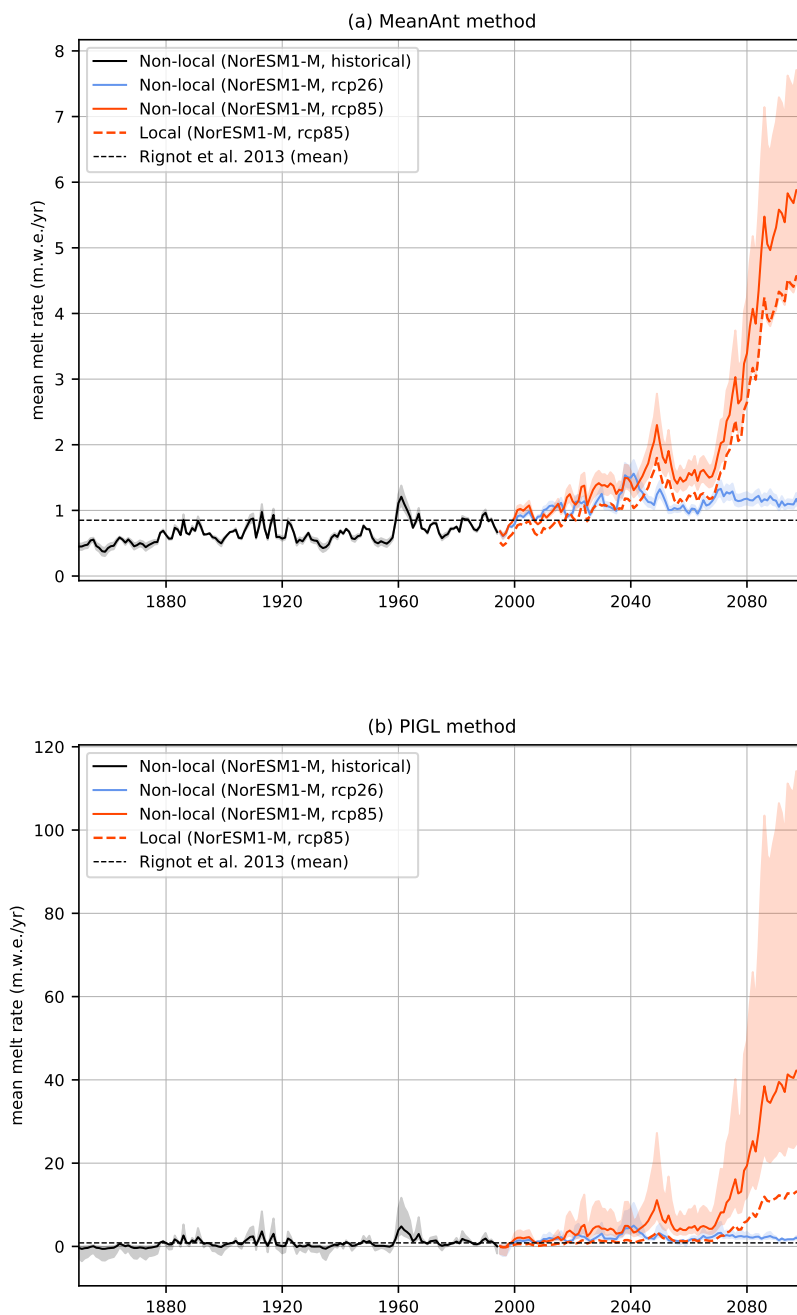 (a) MeanAnt method
8
7
6
5
4
3
2
1
0
mean melt rate (m.w.e./yr)
Non-local (NorESM1-M, historical)
Non-local (NorESM1-M, rcp26)
Non-local (NorESM1-M, rcp85)
Local (NorESM1-M, rcp85)
Rignot et al. 2013 (mean)
1880 1920 1960 2000 2040 2080
(b) PIGL method
120
100
80
60
40
20
0
mean melt rate (m.w.e./yr)
Non-local (NorESM1-M, historical)
Non-local (NorESM1-M, rcp26)
Non-local (NorESM1-M, rcp85)
Local (NorESM1-M, rcp85)
Rignot et al. 2013 (mean)
1880 1920 1960 2000 2040 2080